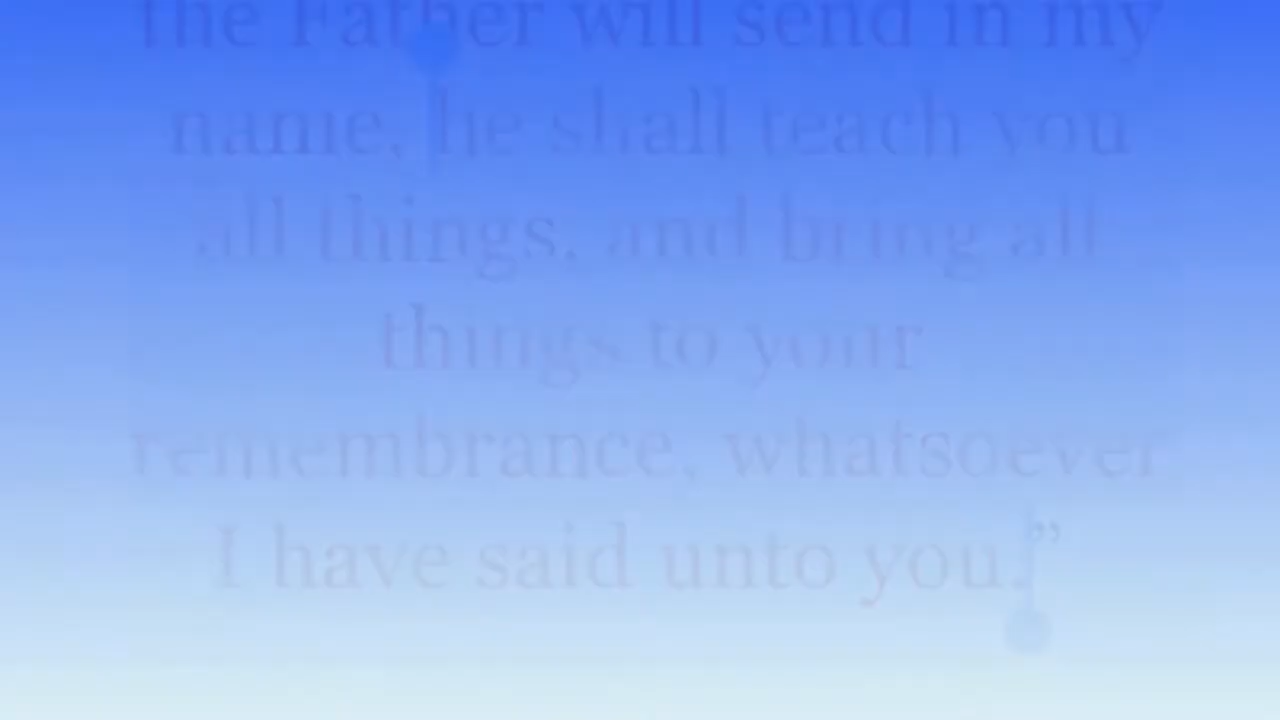 the Father will send in my
name, he shall teach you
all things, and bring all
things to your
remembrance, whatsoever
I have said unto you.”